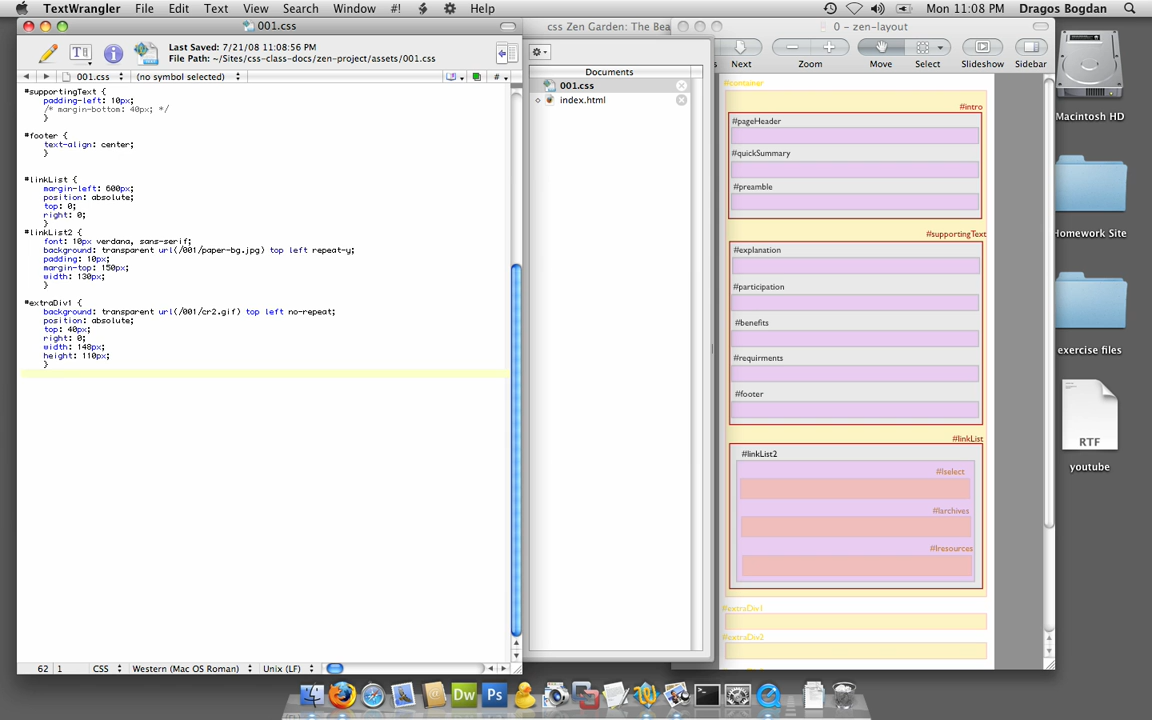 TextWrangler File Edit Text View Search Window #! Help Mon 11:08 PM Dragos Bogdan
001.css
css Zen Garden: The Bea
0 - zen-layout
Last Saved: 7/21/08 11:08:56 PM
File Path: ~/Sites/css-class-docs/zen-project/assets/001.css
001.css (no symbol selected) #
#supportingText {
padding-left: 10px;
/* margin-bottom: 40px; */
}
#footer {
text-align: center;
}
#linkList {
margin-left: 600px;
position: absolute;
top: 0;
right: 0;
}
#linkList2 {
font: 10px verdana, sans-serif;
background: transparent url(/001/paper-bg.jpg) top left repeat-y;
padding: 10px;
margin-top: 150px;
width: 130px;
}
#extraDiv1 {
background: transparent url(/001/cr2.gif) top left no-repeat;
position: absolute;
top: 40px;
right: 0;
width: 148px;
height: 110px;
}
62 1 CSS Western (Mac OS Roman) Unix (LF)
Documents
001.css
index.html
Next Zoom Move Select Slideshow Sidebar
#container
#intro
#pageHeader
#quickSummary
#preamble
#supportingText
#explanation
#participation
#benefits
#requirments
#footer
#linkList
#linkList2
#lselect
#larchives
#lresources
#extraDiv1
#extraDiv2
Macintosh HD
Homework Site
exercise files
RTF
youtube
Dw Ps